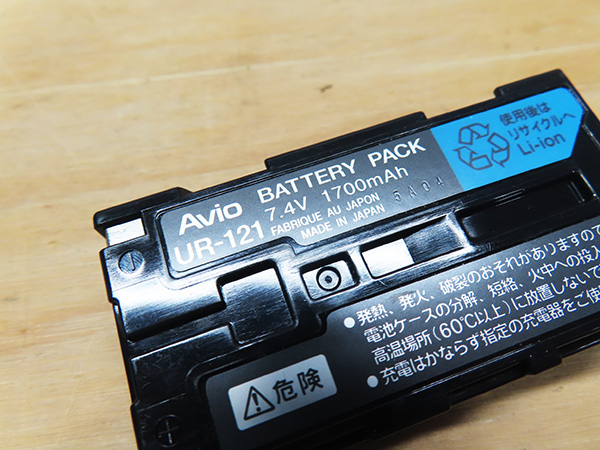 Avio BATTERY PACK
UR-121 7.4V 1700mAh
FABRIQUE AU JAPON
MADE IN JAPAN
5A04
使用後は
リサイクルへ
Li-ion
危険
●発熱、発火、破裂のおそれがありますので
電池ケースの分解、短絡、火中への投入
高温場所(60℃以上)に放置しないで
●充電はかならず指定の充電器をご使